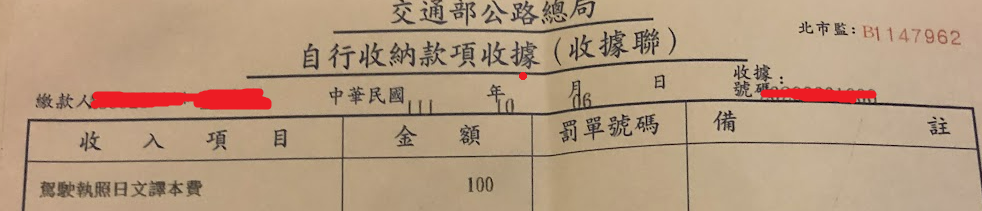 交通部公路總局
自行收納款項收據(收據聯)
北市監:B1147962
繳款人
中華民國 111 年 10 月 06 日
收據:
號碼
收入項目 金額 罰單號碼 備註
駕駛執照日文譯本費 100